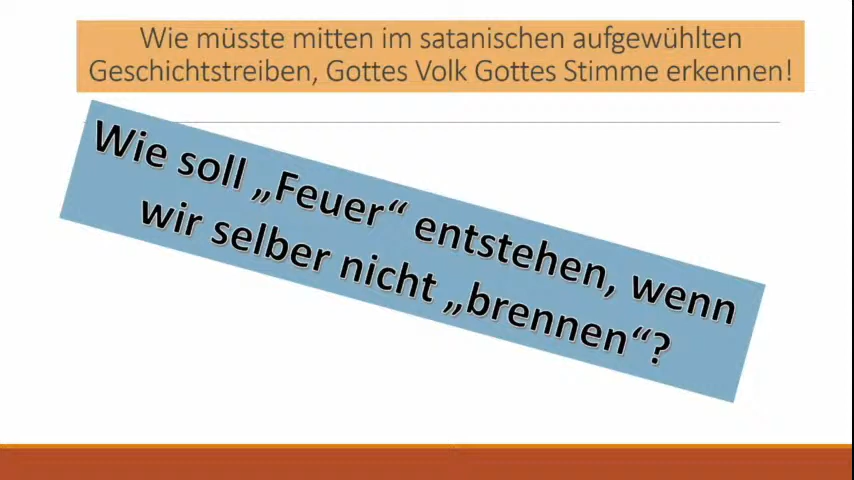 Wie müsste mitten im satanischen aufgewühlten
Geschichtstreiben, Gottes Volk Gottes Stimme erkennen!
Wie soll „Feuer“ entstehen, wenn
wir selber nicht „brennen“?